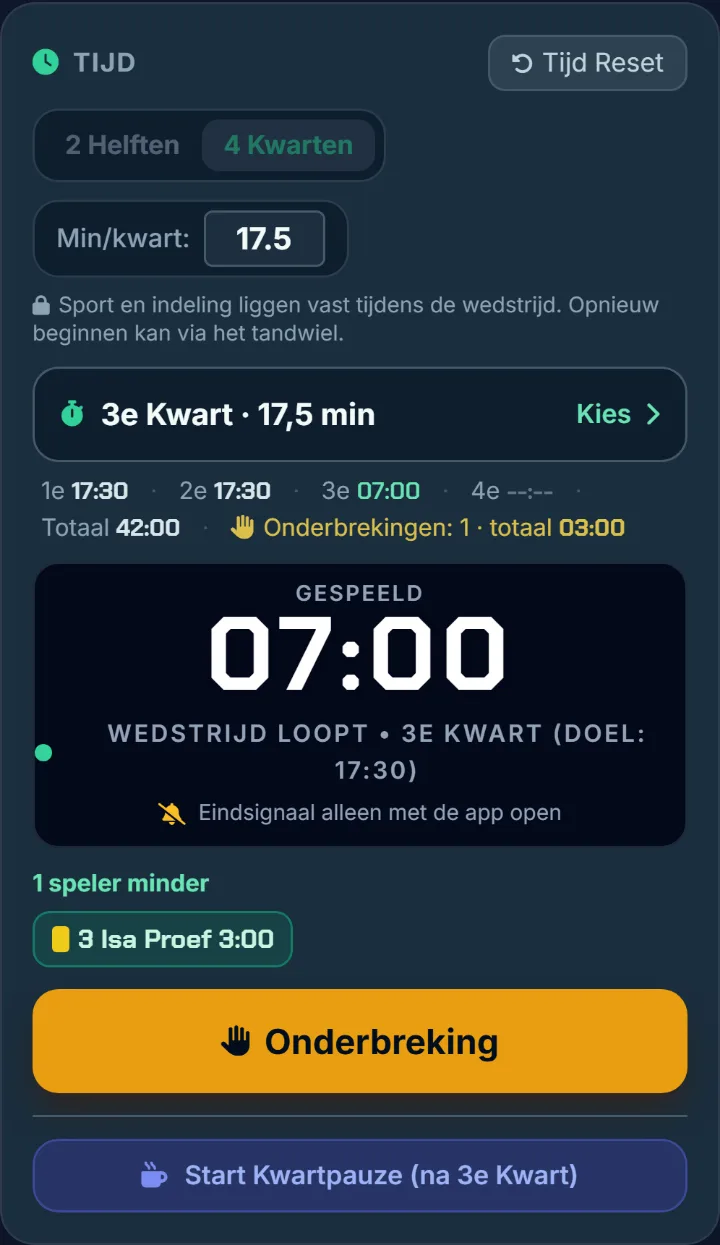 TIJD
Tijd Reset
2 Helften 4 Kwarten
Min/kwart: 17.5
Sport en indeling liggen vast tijdens de wedstrijd. Opnieuw
beginnen kan via het tandwiel.
3e Kwart · 17,5 min Kies
1e 17:30 · 2e 17:30 · 3e 07:00 · 4e --:-- ·
Totaal 42:00 · Onderbrekingen: 1 · totaal 03:00
GESPEELD
07:00
WEDSTRIJD LOOPT • 3E KWART (DOEL:
17:30)
Eindsignaal alleen met de app open
1 speler minder
3 Isa Proef 3:00
Onderbreking
Start Kwartpauze (na 3e Kwart)